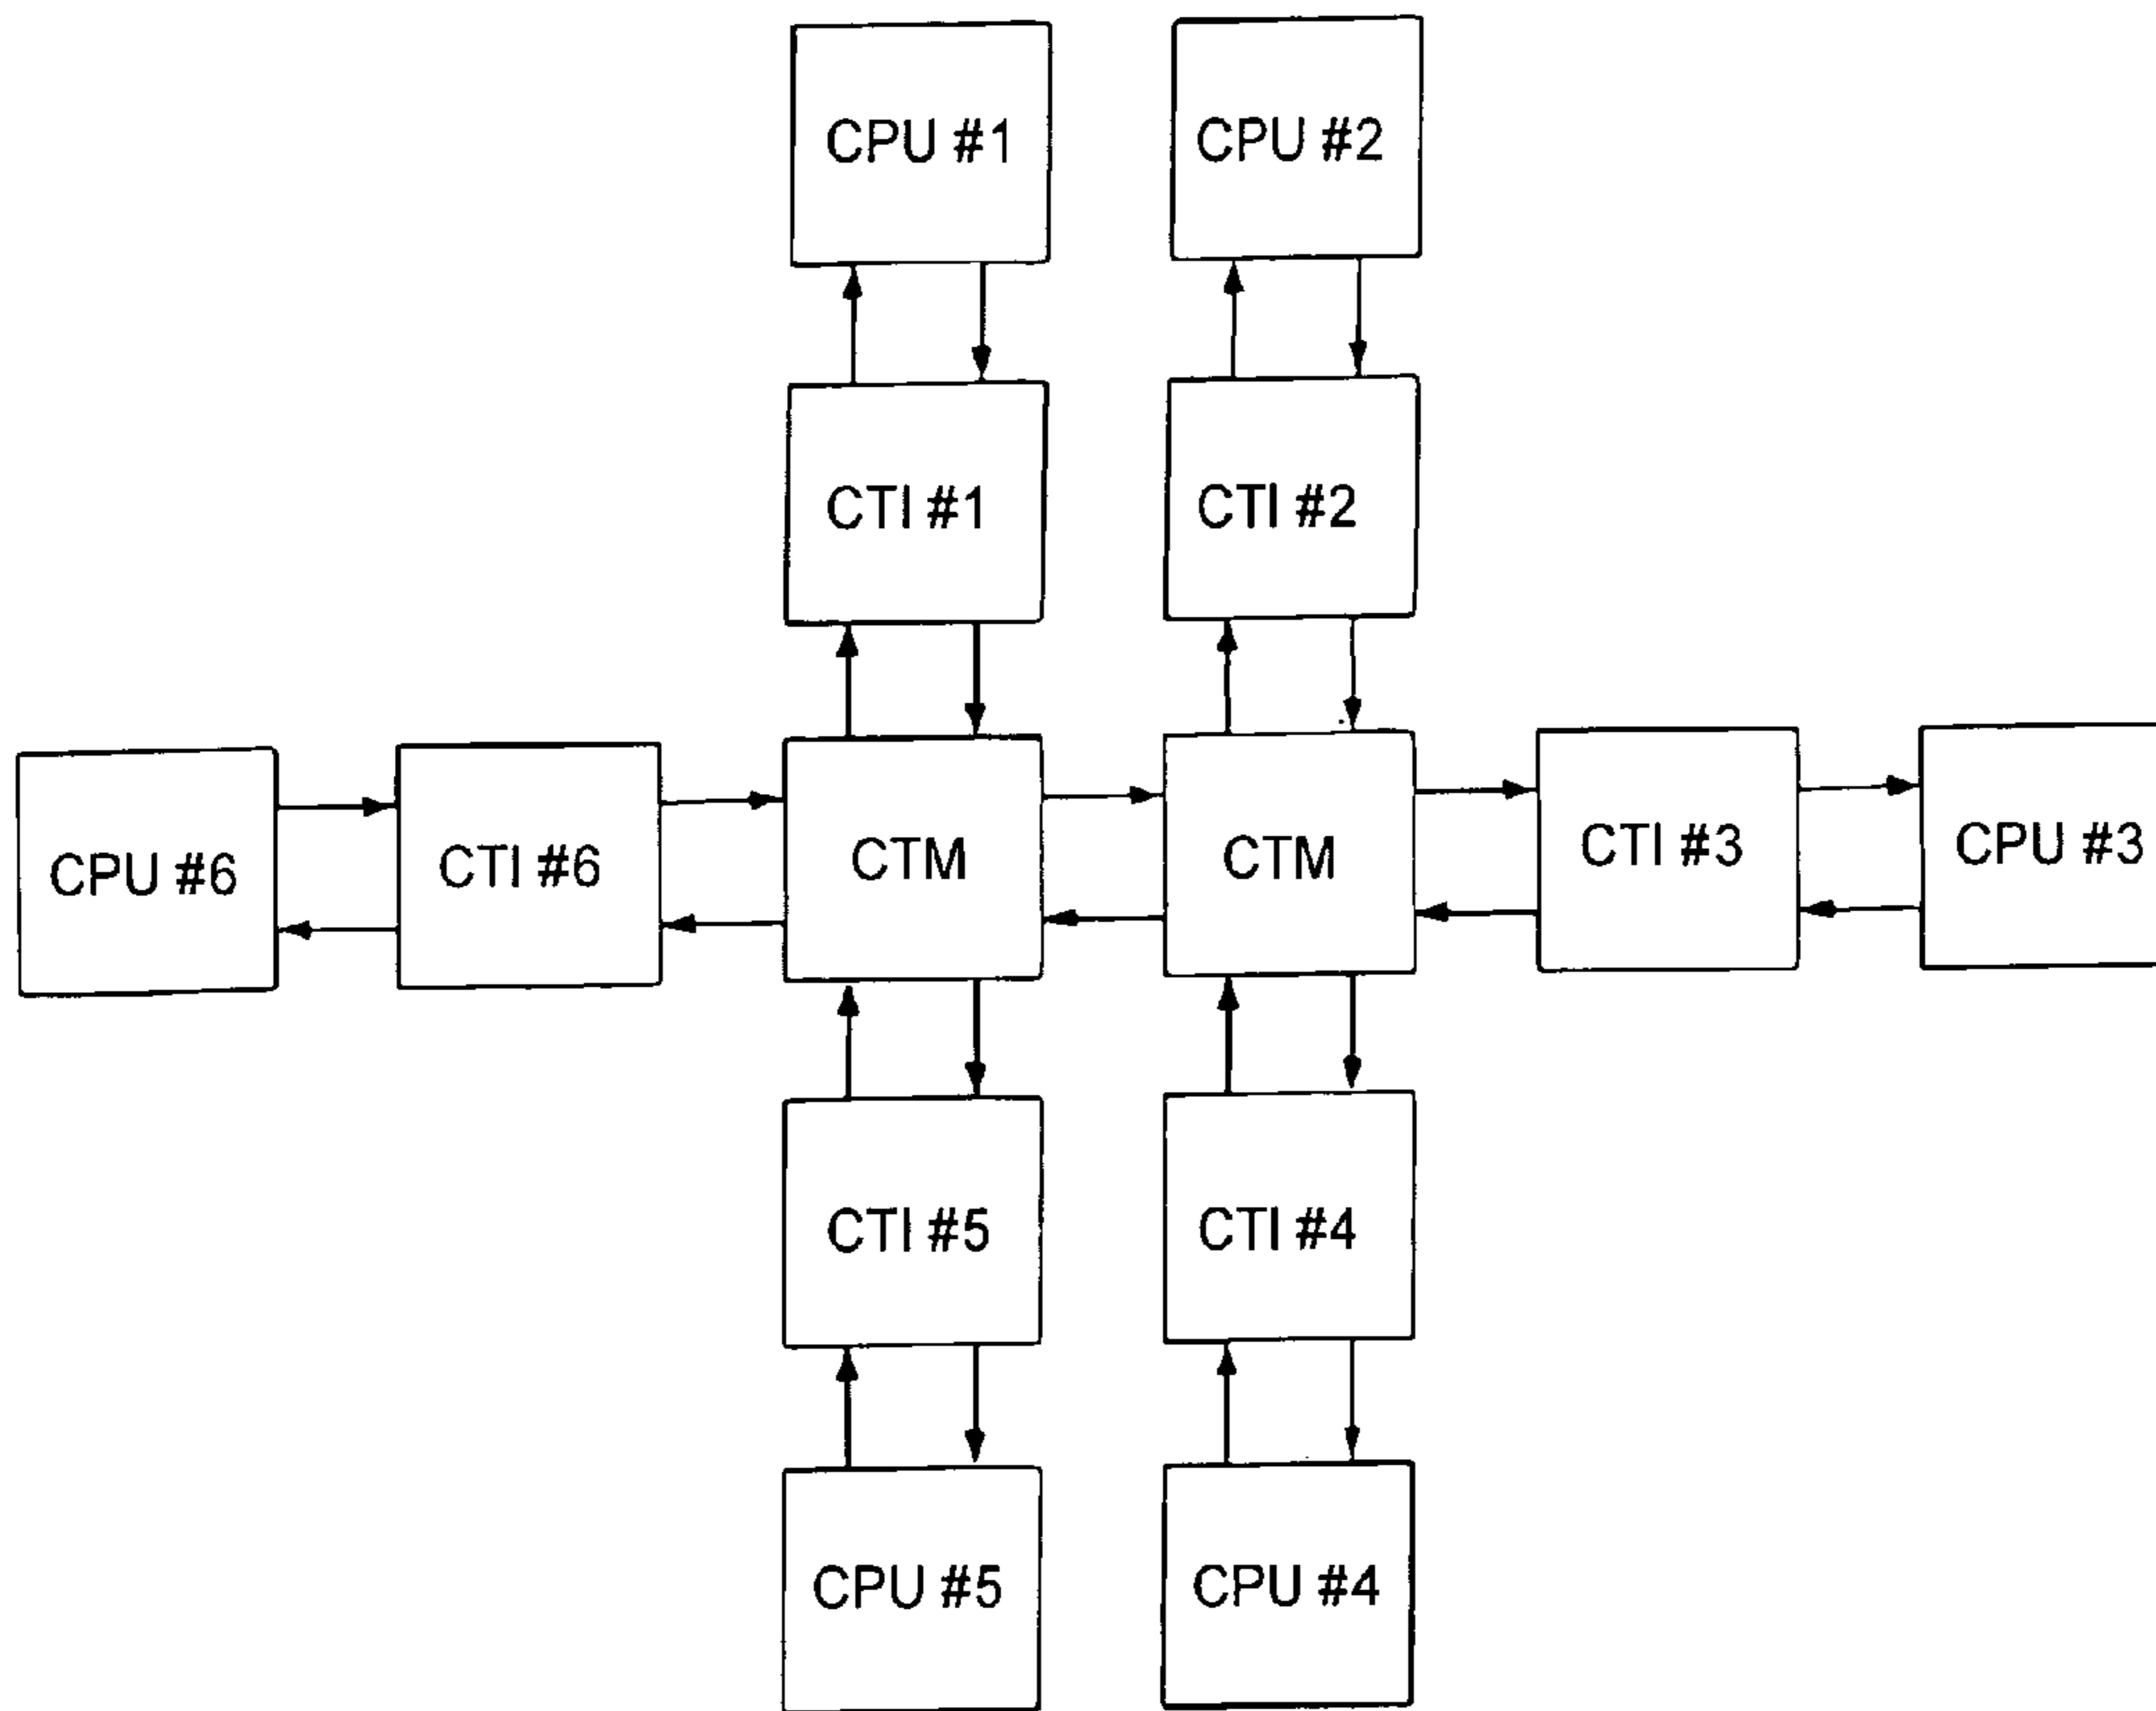 CPU #1
CPU #2
CTI #1
CTI #2
CPU #6
CTI #6
CTM
CTM
CTI #3
CPU #3
CTI #5
CTI #4
CPU #5
CPU #4